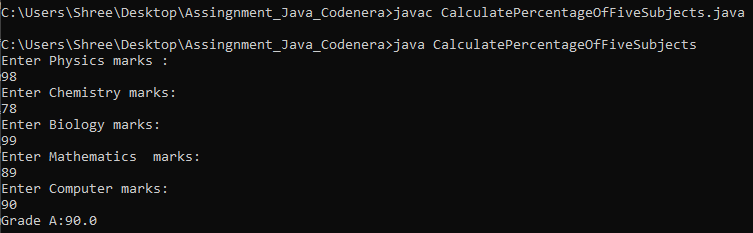 C:\Users\Shree\Desktop\Assingnment_Java_Codenera>javac CalculatePercentageOfFiveSubjects.java
C:\Users\Shree\Desktop\Assingnment_Java_Codenera>java CalculatePercentageOfFiveSubjects
Enter Physics marks :
98
Enter Chemistry marks:
78
Enter Biology marks:
99
Enter Mathematics  marks:
89
Enter Computer marks:
90
Grade A:90.0